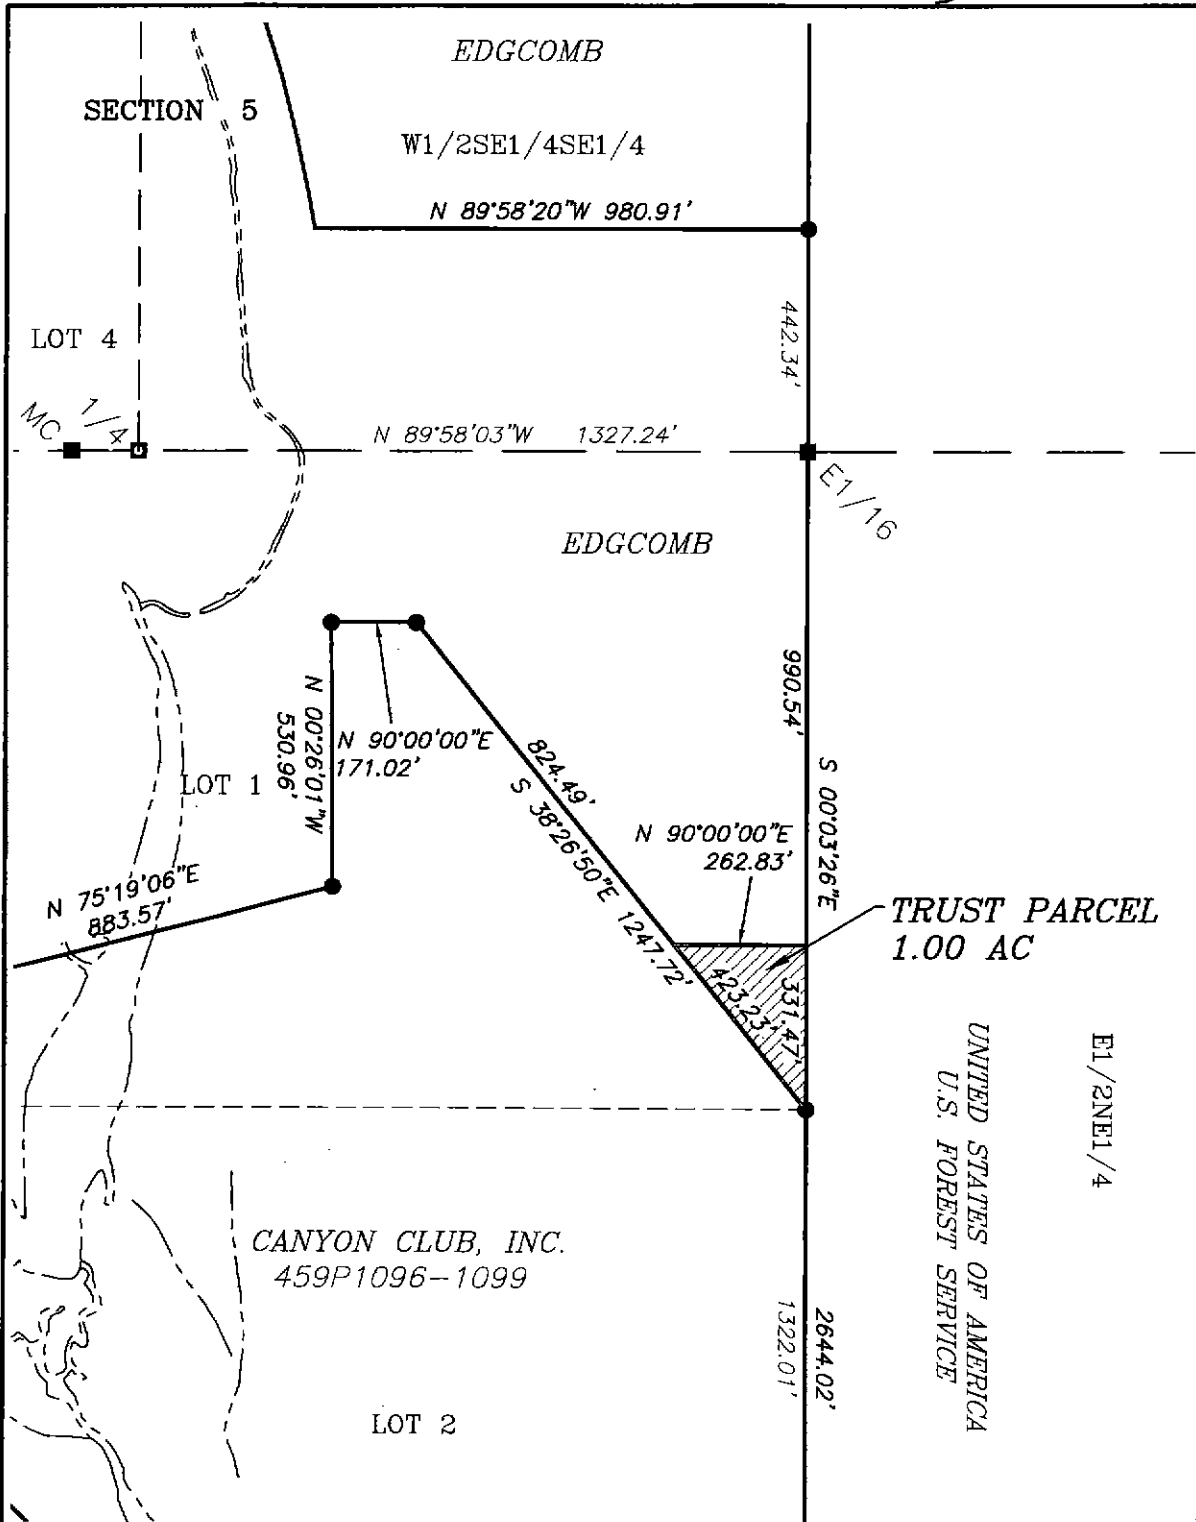 EDGCOMB
SECTION 5
W1/2SE1/4SE1/4
N 89°58'20"W 980.91'
442.34'
LOT 4
MC
1/4
N 89°58'03"W 1327.24'
E1/16
EDGCOMB
990.54'
S 00°03'26"E
N 00°26'01"W
530.96'
N 90°00'00"E
171.02'
824.49'
S 38°26'50"E 1247.72'
LOT 1
N 90°00'00"E
262.83'
N 75°19'06"E
883.57'
TRUST PARCEL
1.00 AC
331.47'
423.23'
E1/2NE1/4
UNITED STATES OF AMERICA
U.S. FOREST SERVICE
CANYON CLUB, INC.
459P1096-1099
2644.02'
1322.01'
LOT 2